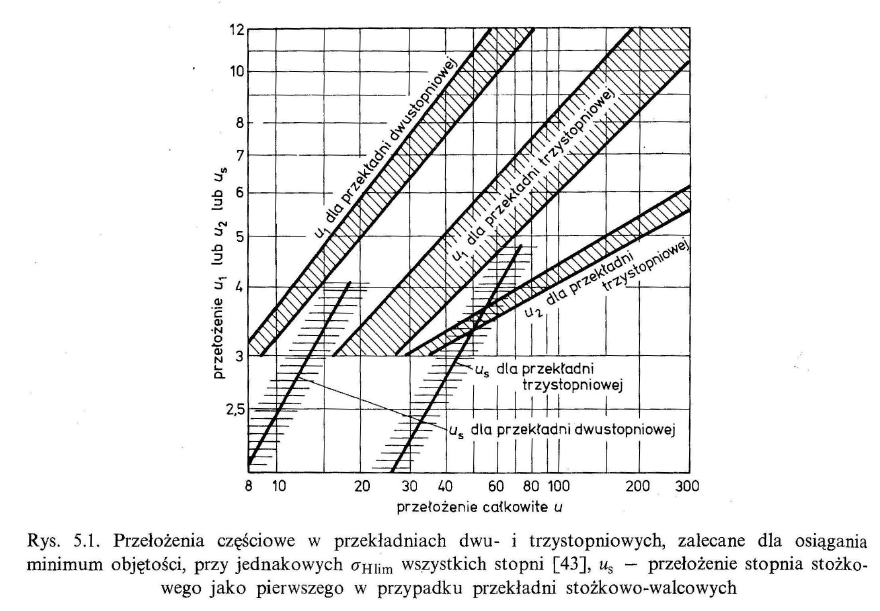 przełożenie u₁ lub u₂ lub uₛ
12
10
8
7
6
5
4
3
2,5
u₁ dla przekładni dwustopniowej
u₁ dla przekładni trzystopniowej
u₂ dla przekładni
trzystopniowej
uₛ dla przekładni
trzystopniowej
uₛ dla przekładni dwustopniowej
8 10 20 30 40 60 80 100 200 300
przełożenie całkowite u
Rys. 5.1. Przełożenia częściowe w przekładniach dwu- i trzystopniowych, zalecane dla osiągania
minimum objętości, przy jednakowych σHlim wszystkich stopni [43], uₛ — przełożenie stopnia stożko-
wego jako pierwszego w przypadku przekładni stożkowo-walcowych